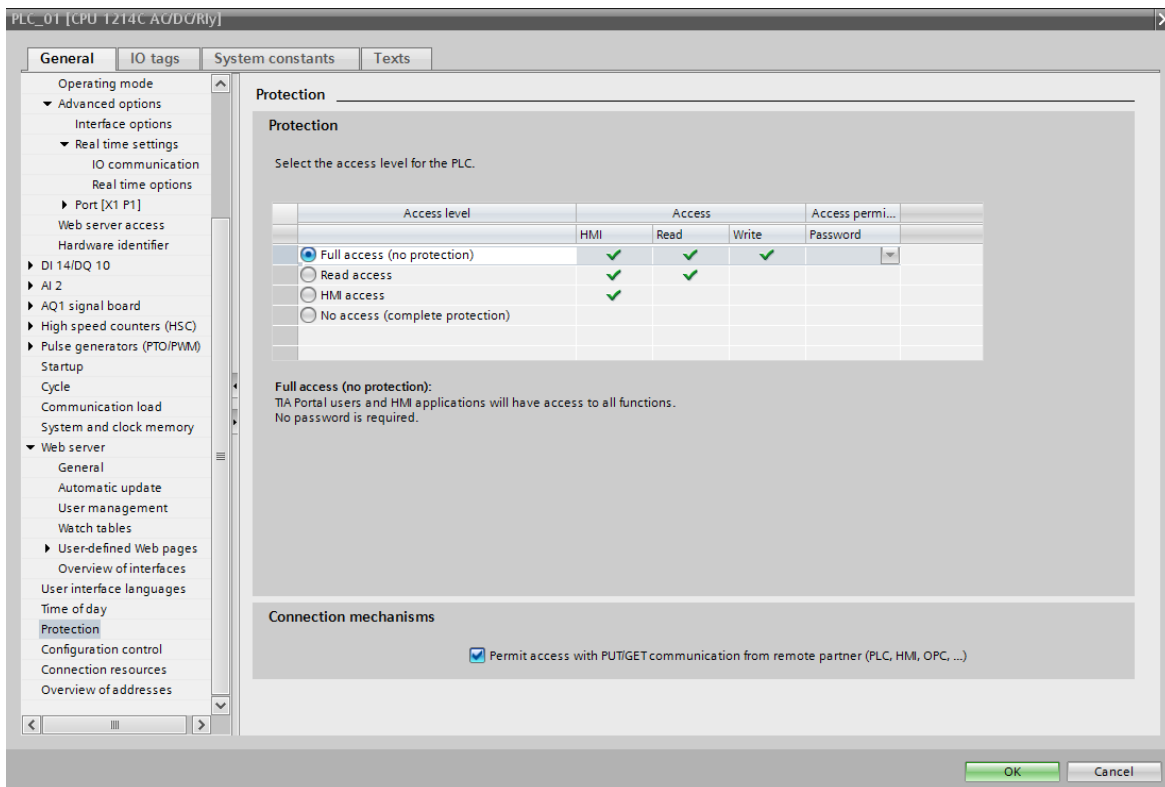 PLC_01 [CPU 1214C AC/DC/Rly]
General
IO tags
System constants
Texts
Operating mode
Advanced options
Interface options
Real time settings
IO communication
Real time options
Port [X1 P1]
Web server access
Hardware identifier
DI 14/DQ 10
AI 2
AQ1 signal board
High speed counters (HSC)
Pulse generators (PTO/PWM)
Startup
Cycle
Communication load
System and clock memory
Web server
General
Automatic update
User management
Watch tables
User-defined Web pages
Overview of interfaces
User interface languages
Time of day
Protection
Configuration control
Connection resources
Overview of addresses
Protection
Protection
Select the access level for the PLC.
Access level Access Access permi...
HMI Read Write Password
Full access (no protection)
Read access
HMI access
No access (complete protection)
Full access (no protection):
TIA Portal users and HMI applications will have access to all functions.
No password is required.
Connection mechanisms
Permit access with PUT/GET communication from remote partner (PLC, HMI, OPC, ...)
OK
Cancel